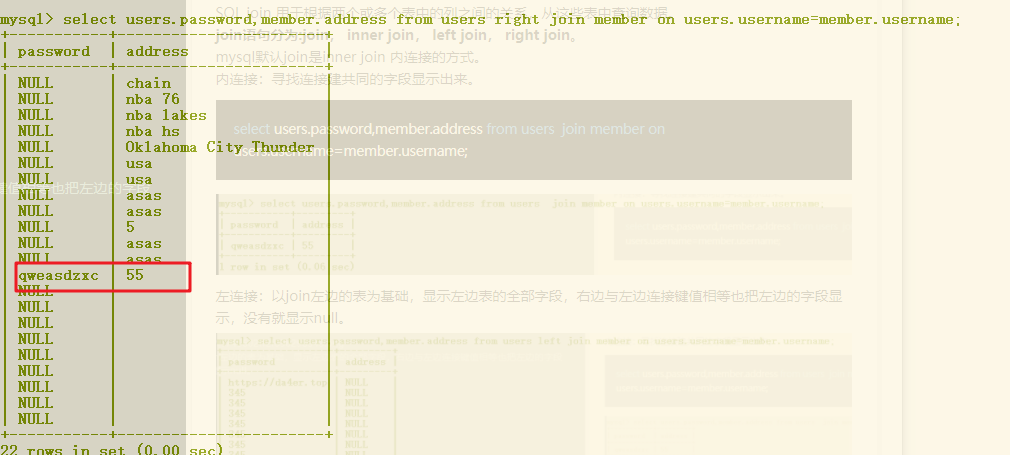 mysql> select users.password,member.address from users right join member on users.username=member.username;
+----------+-----------------------+
| password | address |
+----------+-----------------------+
| NULL | chain
| NULL | nba 76
| NULL | nba lakes
| NULL | nba hs
| NULL | Oklahoma City Thunder
| NULL | usa
| NULL | usa
| NULL | asas
| NULL | asas
| NULL | 5
| NULL | asas
| NULL | asas
| qweasdzxc | 55
| NULL |
| NULL |
| NULL |
| NULL |
| NULL |
| NULL |
| NULL |
| NULL |
| NULL |
+----------+-----------------------+
22 rows in set (0.00 sec)
SQL join 用于根据两个或多个表中的列之间的关系，从这些表中查询数据
join语句分为:join， inner join， left join， right join。
mysql默认join是inner join 内连接的方式。
内连接：寻找连接建共同的字段显示出来。
select users.password,member.address from users join member on
users.username=member.username;
mysql> select users.password,member.address from users join member on users.username=member.username;
| password | address |
| qweasdzxc | 55 |
1 row in set (0.06 sec)
等也把左边的字段
左连接：以join左边的表为基础，显示左边表的全部字段，右边与左边连接键值相等也把左边的字段显
示，没有就显示null。
mysql> select users.password,member.address from users left join member on users.username=member.username;
| password | address |
| https://da4er.top | NULL |
| 345 | NULL |
| 345 | NULL |
| 345 | NULL |
| 345 | NULL |
| 345 | NULL |
| 345 | NULL |